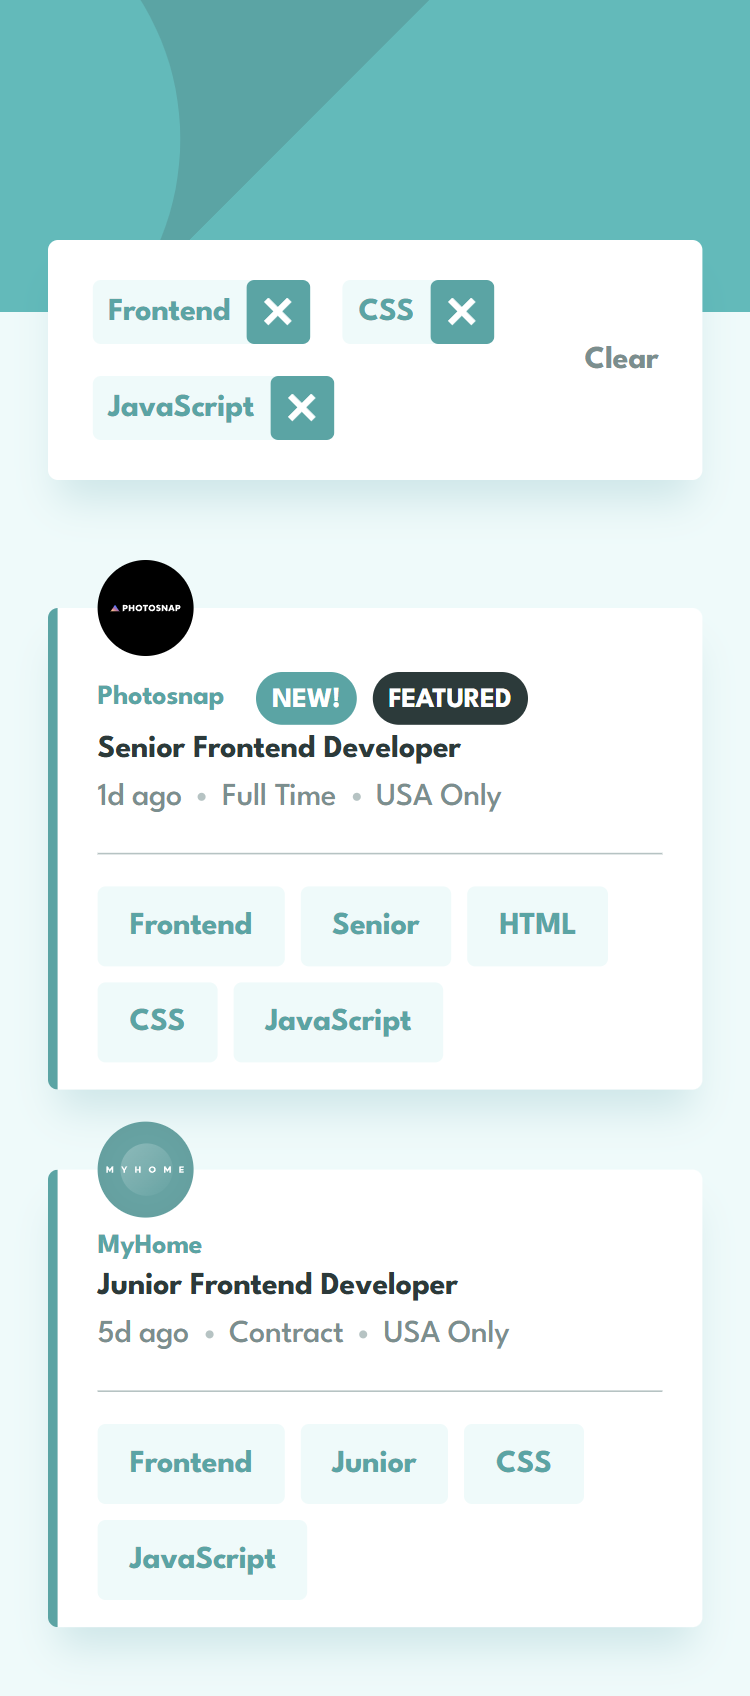 Frontend CSS
Clear
JavaScript
PHOTOSNAP
Photosnap NEW! FEATURED
Senior Frontend Developer
1d ago • Full Time • USA Only
Frontend Senior HTML
CSS JavaScript
MYHOME
MyHome
Junior Frontend Developer
5d ago • Contract • USA Only
Frontend Junior CSS
JavaScript